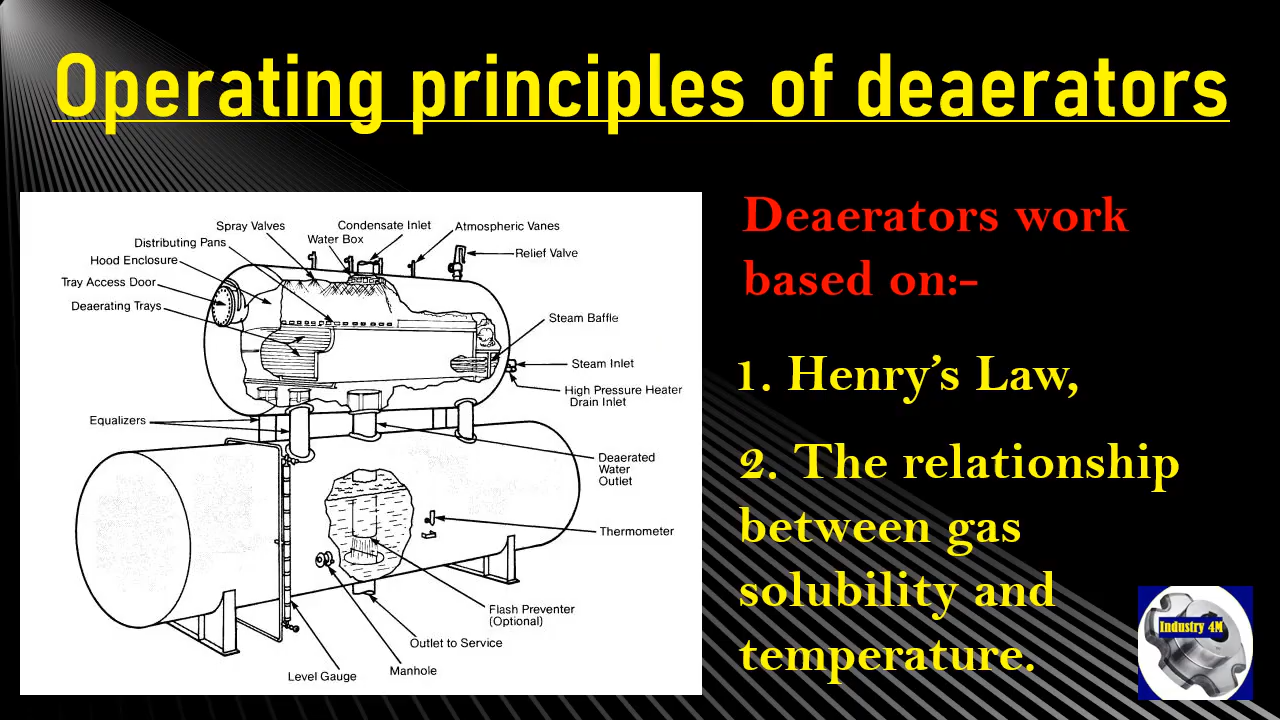 Operating principles of deaerators
Spray Valves
Condensate Inlet
Atmospheric Vanes
Distributing Pans
Water Box
Relief Valve
Hood Enclosure
Tray Access Door
Deaerating Trays
Steam Baffle
Steam Inlet
High Pressure Heater
Drain Inlet
Equalizers
Deaerated
Water
Outlet
Thermometer
Flash Preventer
(Optional)
Outlet to Service
Manhole
Level Gauge
Deaerators work
based on:-
1. Henry's Law,
2. The relationship
between gas
solubility and
temperature.
Industry 4M